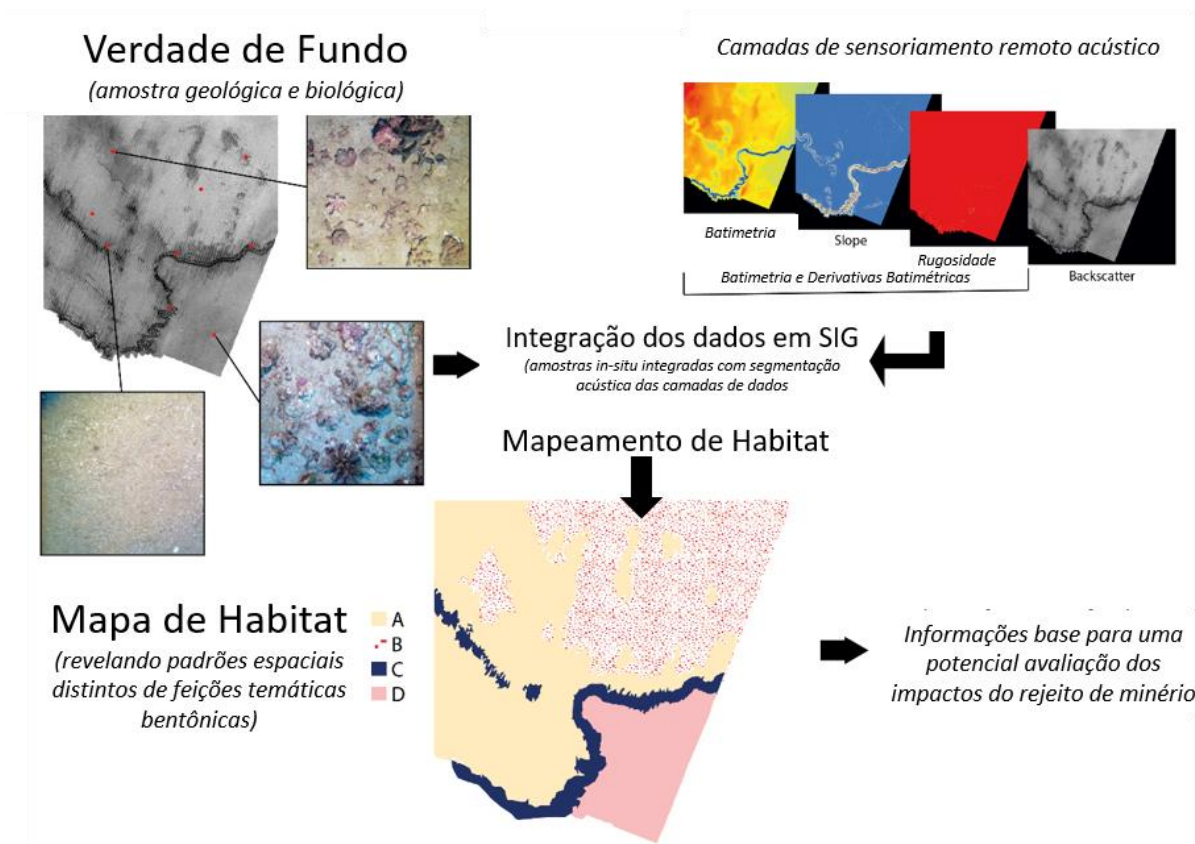 Verdade de Fundo
(amostra geológica e biológica)
Camadas de sensoriamento remoto acústico
Batimetria
Slope
Rugosidade
Backscatter
Batimetria e Derivativas Batimétricas
Integração dos dados em SIG
(amostras in-situ integradas com segmentação
acústica das camadas de dados
Mapeamento de Habitat
Mapa de Habitat
(revelando padrões espaciais
distintos de feições temáticas
bentônicas)
A
B
C
D
Informações base para uma
potencial avaliação dos
impactos do rejeito de minério